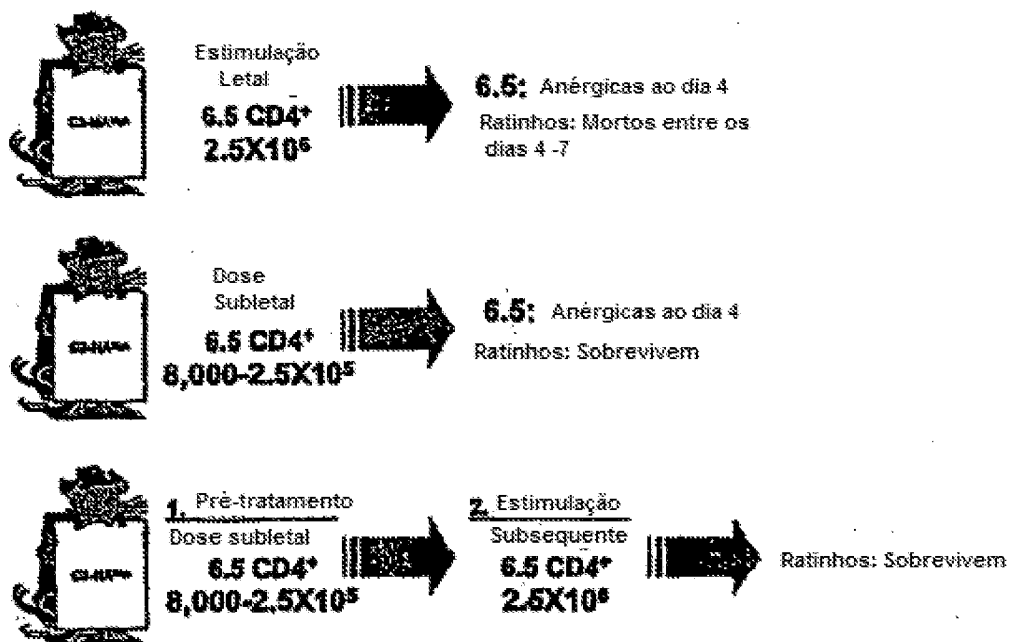 Estimulação
Letal
6.5 CD4⁺
2.5X10⁶
6.5: Anérgicas ao dia 4
Ratinhos: Mortos entre os
dias 4 -7
Dose
Subletal
6.5 CD4⁺
8,000-2.5X10⁵
6.5: Anérgicas ao dia 4
Ratinhos: Sobrevivem
1. Pré-tratamento
Dose subletal
6.5 CD4⁺
8,000-2.5X10⁵
2. Estimulação
Subsequente
6.5 CD4⁺
2.5X10⁶
Ratinhos: Sobrevivem